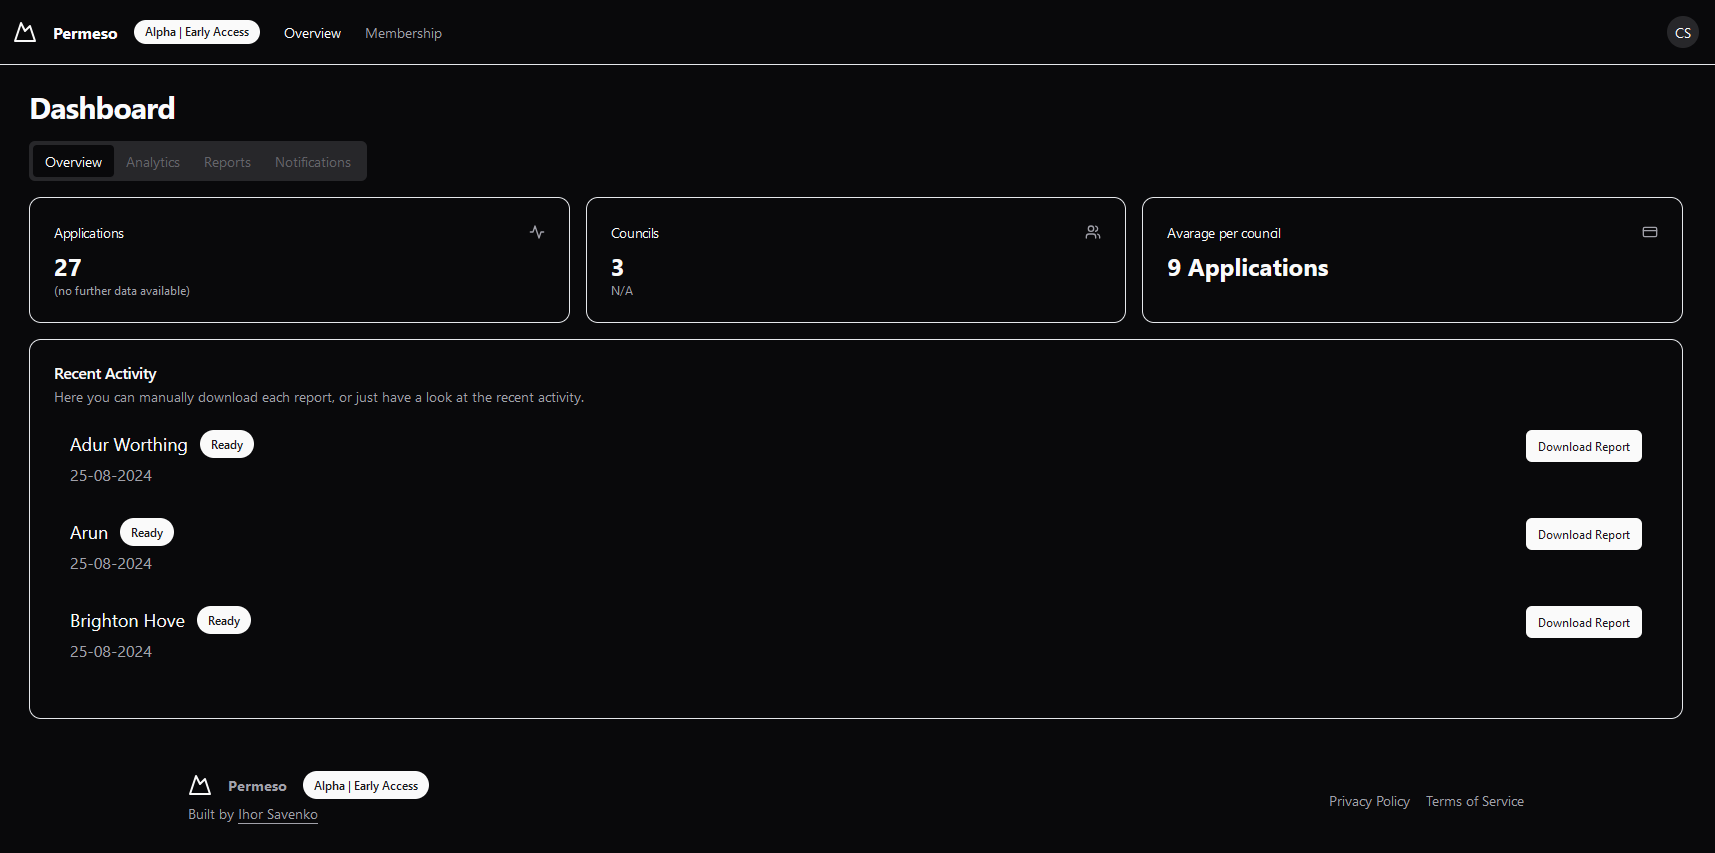 Permeso Alpha | Early Access Overview Membership CS
Dashboard
Overview Analytics Reports Notifications
Applications
27
(no further data available)
Councils
3
N/A
Avarage per council
9 Applications
Recent Activity
Here you can manually download each report, or just have a look at the recent activity.
Adur Worthing Ready Download Report
25-08-2024
Arun Ready Download Report
25-08-2024
Brighton Hove Ready Download Report
25-08-2024
Permeso Alpha | Early Access
Built by Ihor Savenko
Privacy Policy Terms of Service